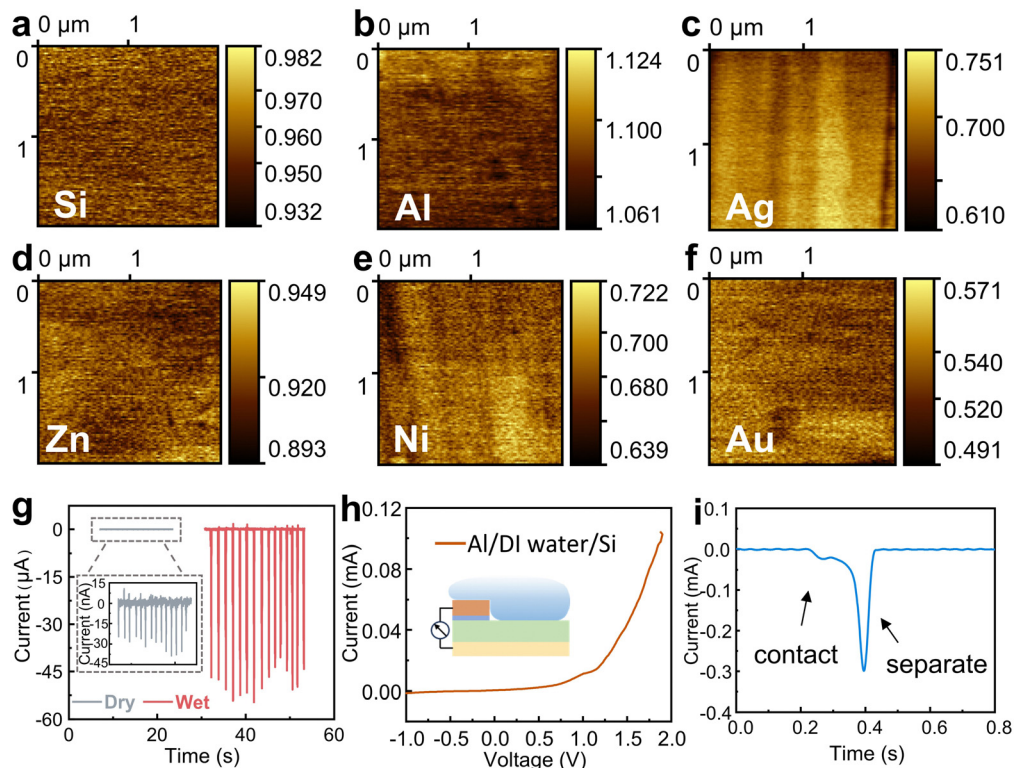 a
0 µm 1
0
1
Si
0.982
0.970
0.960
0.950
0.932
b
0 µm 1
0
1
Al
1.124
1.100
1.061
c
0 µm 1
0
1
Ag
0.751
0.700
0.610
d
0 µm 1
0
1
Zn
0.949
0.920
0.893
e
0 µm 1
0
1
Ni
0.722
0.700
0.680
0.639
f
0 µm 1
0
1
Au
0.571
0.540
0.520
0.491
g
Current (µA)
0
-15
-30
-45
-60
Current (nA)
15
0
-15
-30
-45
Dry Wet
0 20 40 60
Time (s)
h
Current (mA)
0.12
0.08
0.04
0.00
Al/DI water/Si
-1.0 -0.5 0.0 0.5 1.0 1.5 2.0
Voltage (V)
i
Current (mA)
0.1
0.0
-0.1
-0.2
-0.3
-0.4
contact
separate
0.0 0.2 0.4 0.6 0.8
Time (s)